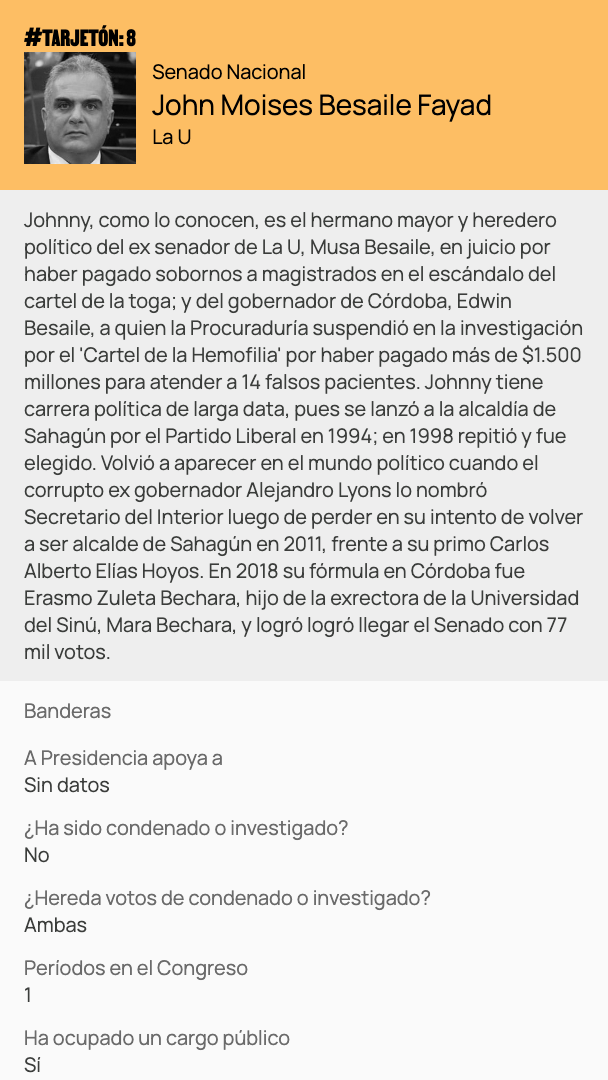 #TARJETÓN: 8
Senado Nacional
John Moises Besaile Fayad
La U
Johnny, como lo conocen, es el hermano mayor y heredero
político del ex senador de La U, Musa Besaile, en juicio por
haber pagado sobornos a magistrados en el escándalo del
cartel de la toga; y del gobernador de Córdoba, Edwin
Besaile, a quien la Procuraduría suspendió en la investigación
por el 'Cartel de la Hemofilia' por haber pagado más de $1.500
millones para atender a 14 falsos pacientes. Johnny tiene
carrera política de larga data, pues se lanzó a la alcaldía de
Sahagún por el Partido Liberal en 1994; en 1998 repitió y fue
elegido. Volvió a aparecer en el mundo político cuando el
corrupto ex gobernador Alejandro Lyons lo nombró
Secretario del Interior luego de perder en su intento de volver
a ser alcalde de Sahagún en 2011, frente a su primo Carlos
Alberto Elías Hoyos. En 2018 su fórmula en Córdoba fue
Erasmo Zuleta Bechara, hijo de la exrectora de la Universidad
del Sinú, Mara Bechara, y logró logró llegar el Senado con 77
mil votos.
Banderas
A Presidencia apoya a
Sin datos
¿Ha sido condenado o investigado?
No
¿Hereda votos de condenado o investigado?
Ambas
Períodos en el Congreso
1
Ha ocupado un cargo público
Sí